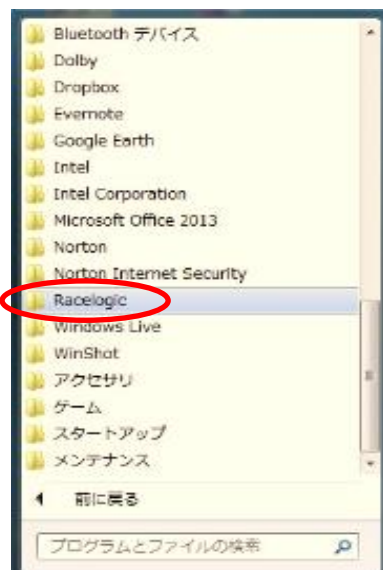 Bluetooth デバイス
Dolby
Dropbox
Evernote
Google Earth
Intel
Intel Corporation
Microsoft Office 2013
Norton
Norton Internet Security
Racelogic
Windows Live
WinShot
アクセサリ
ゲーム
スタートアップ
メンテナンス
前に戻る
プログラムとファイルの検索